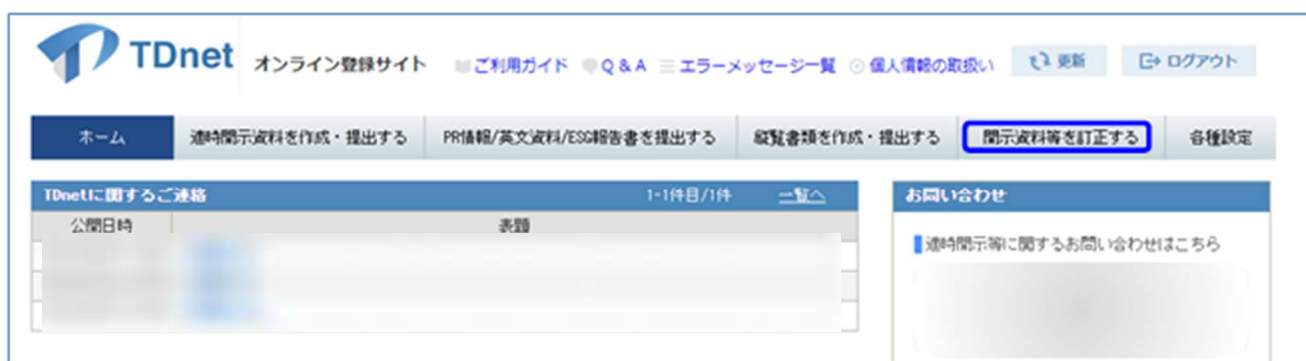 TDnet オンライン登録サイト ご利用ガイド Q & A エラーメッセージ一覧 個人情報の取扱い 更新 ログアウト
ホーム 適時開示資料を作成・提出する PR情報/英文資料/ESG報告書を提出する 縦覧書類を作成・提出する 開示資料等を訂正する 各種設定
TDnetに関するご連絡 1-1件目/1件 一覧へ お問い合わせ
公開日時 表題
適時開示等に関するお問い合わせはこちら